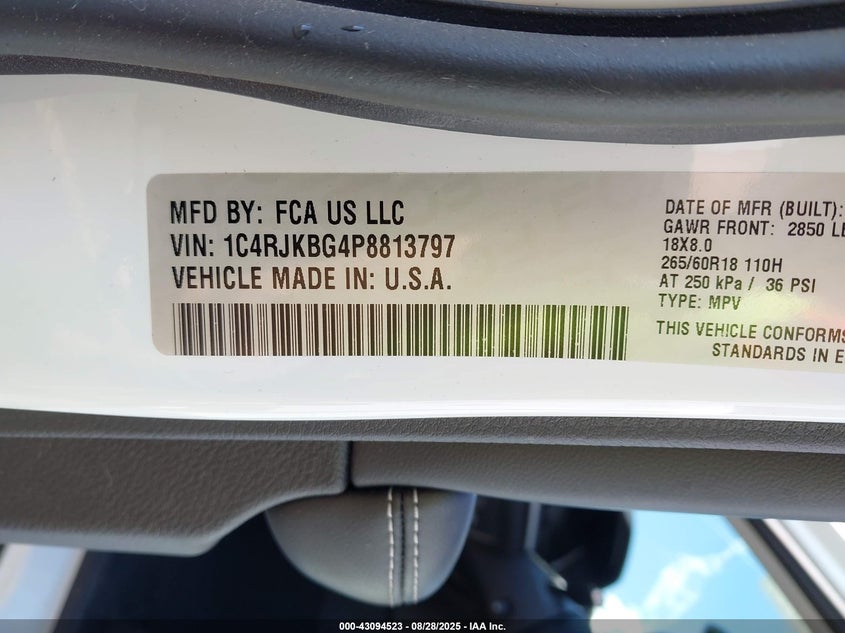 MFD BY: FCA US LLC
VIN: 1C4RJKBG4P8813797
VEHICLE MADE IN: U.S.A.
DATE OF MFR (BUILT):
GAWR FRONT: 2850 LB
18X8.0
265/60R18 110H
AT 250 kPa / 36 PSI
TYPE: MPV
THIS VEHICLE CONFORMS
STANDARDS IN E
000-43094523 - 08/28/2025 - IAA Inc.